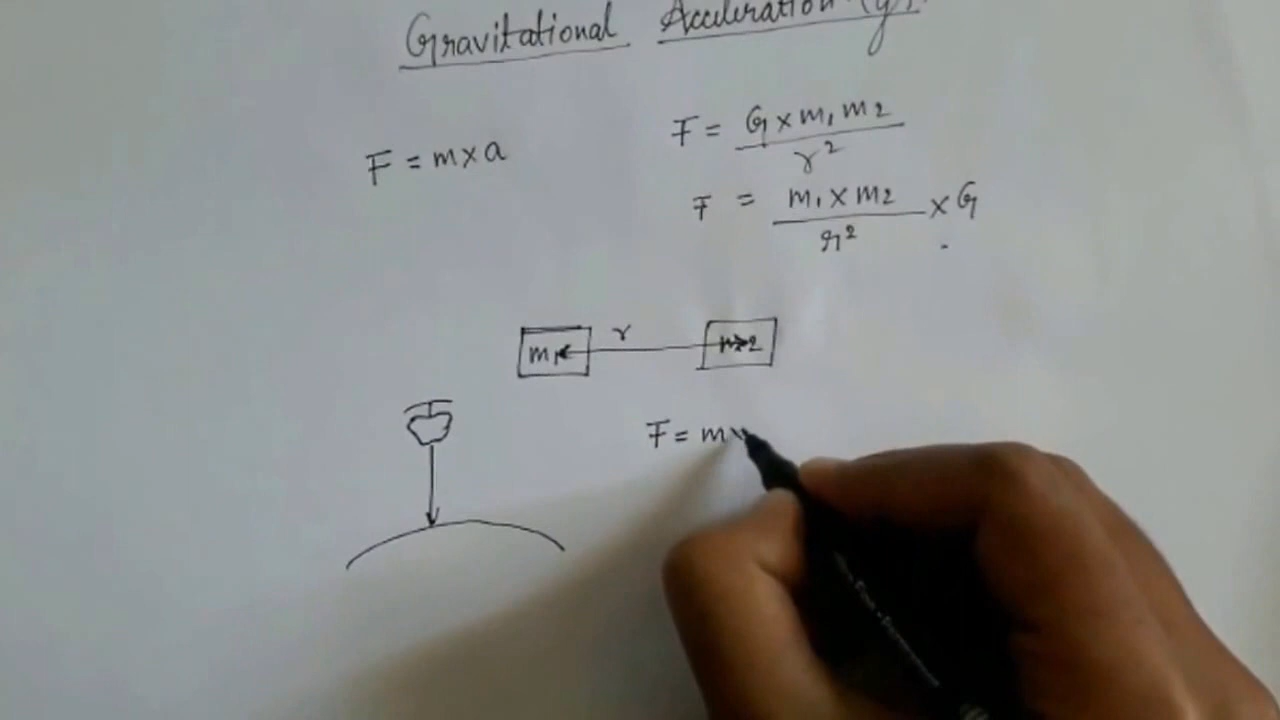 Gravitational Acceleration (g).
F = m x a
F = G x m1 m2
r2
F = m1 x m2 x G
r2
m1 r m2
F = m x